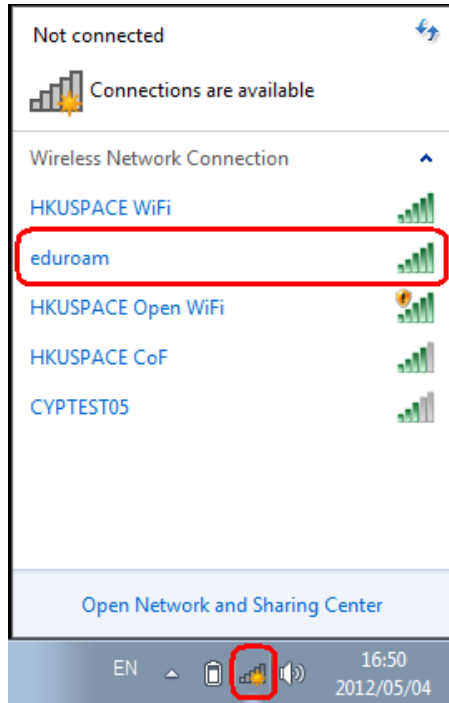 Not connected
Connections are available
Wireless Network Connection
HKUSPACE WiFi
eduroam
HKUSPACE Open WiFi
HKUSPACE CoF
CYPTEST05
Open Network and Sharing Center
EN
16:50
2012/05/04